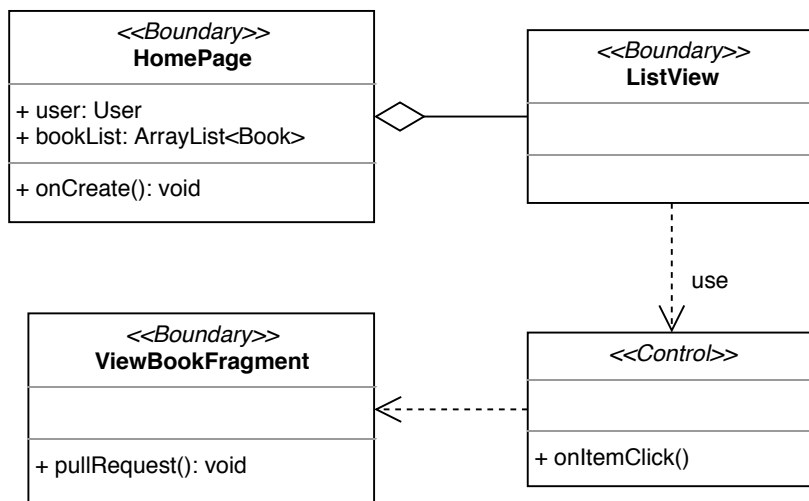 <<Boundary>>
HomePage
+ user: User
+ bookList: ArrayList<Book>
+ onCreate(): void
<<Boundary>>
ListView
use
<<Boundary>>
ViewBookFragment
+ pullRequest(): void
<<Control>>
+ onItemClick()